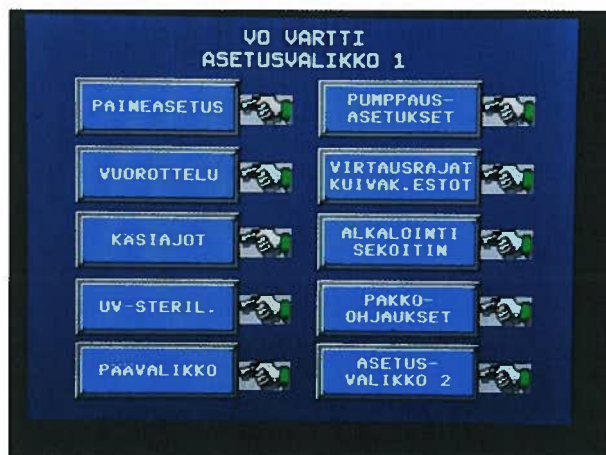 VO VARTTI
ASETUSVALIKKO 1
PAINEASETUS
PUMPPAUS-
ASETUKSET
VUOROTTELU
VIRTAUSRAJAT
KUIVAK.ESTOT
KÄSIAJOT
ALKALOINTI
SEKOITIN
UV-STERIL.
PAKKO-
OHJAUKSET
PÄÄVALIKKO
ASETUS-
VALIKKO 2